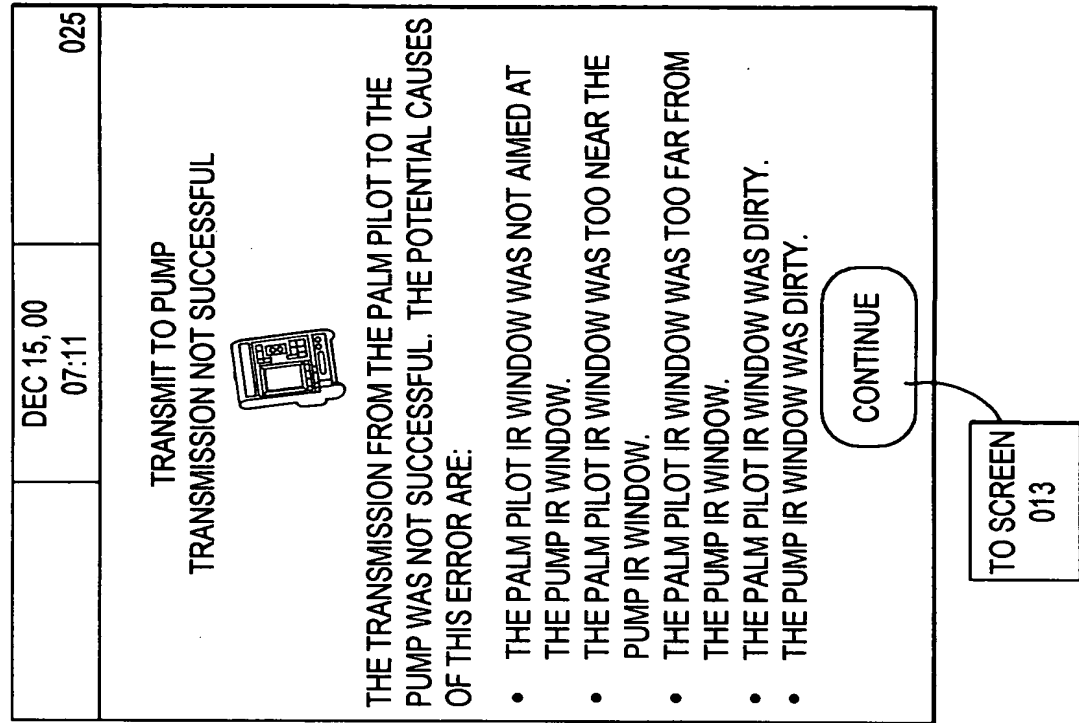 DEC 15, 00
07:11
025
TRANSMIT TO PUMP
TRANSMISSION NOT SUCCESSFUL
THE TRANSMISSION FROM THE PALM PILOT TO THE
PUMP WAS NOT SUCCESSFUL. THE POTENTIAL CAUSES
OF THIS ERROR ARE:
• THE PALM PILOT IR WINDOW WAS NOT AIMED AT
THE PUMP IR WINDOW.
• THE PALM PILOT IR WINDOW WAS TOO NEAR THE
PUMP IR WINDOW.
• THE PALM PILOT IR WINDOW WAS TOO FAR FROM
THE PUMP IR WINDOW.
• THE PALM PILOT IR WINDOW WAS DIRTY.
• THE PUMP IR WINDOW WAS DIRTY.
CONTINUE
TO SCREEN
013